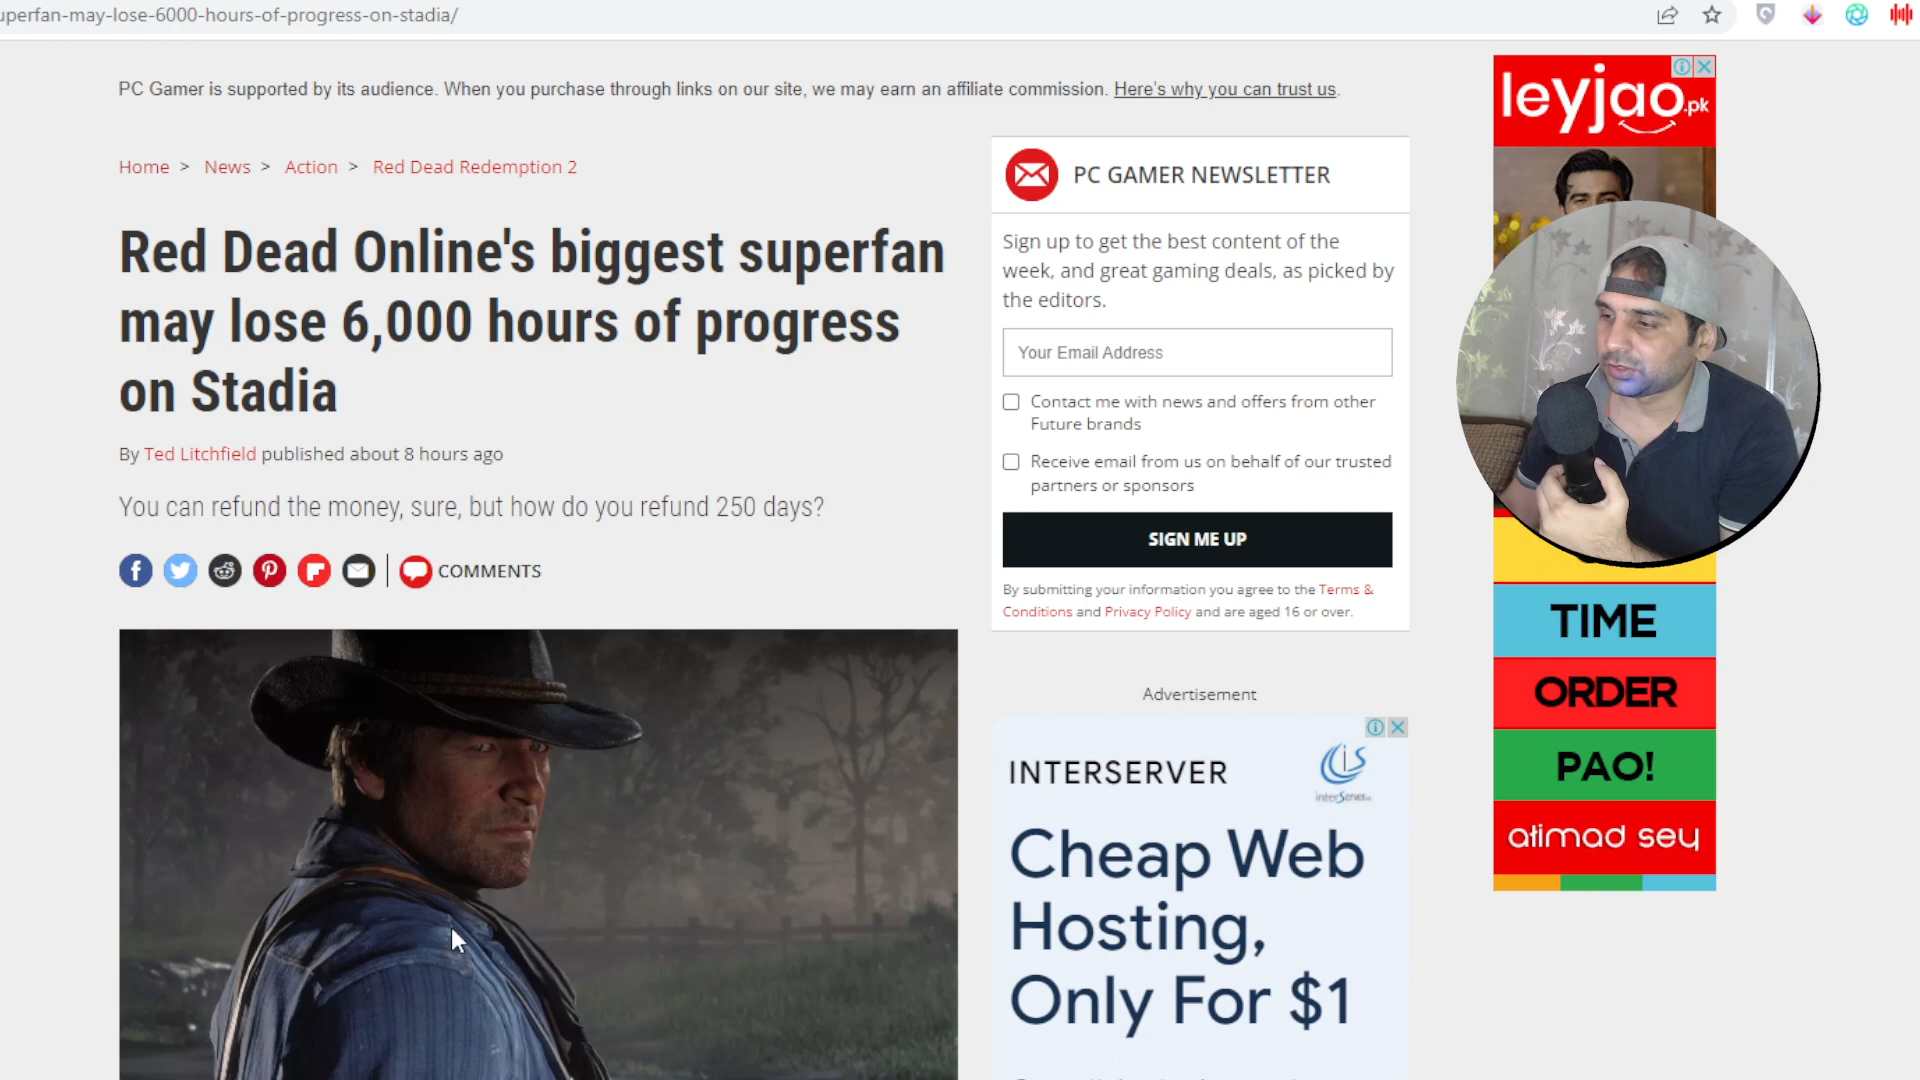 uperfan-may-lose-6000-hours-of-progress-on-stadia/
PC Gamer is supported by its audience. When you purchase through links on our site, we may earn an affiliate commission. Here's why you can trust us.
Home > News > Action > Red Dead Redemption 2
Red Dead Online's biggest superfan
may lose 6,000 hours of progress
on Stadia
By Ted Litchfield published about 8 hours ago
You can refund the money, sure, but how do you refund 250 days?
COMMENTS
PC GAMER NEWSLETTER
Sign up to get the best content of the
week, and great gaming deals, as picked by
the editors.
Your Email Address
Contact me with news and offers from other
Future brands
Receive email from us on behalf of our trusted
partners or sponsors
SIGN ME UP
By submitting your information you agree to the Terms &
Conditions and Privacy Policy and are aged 16 or over.
Advertisement
INTERSERVER
InterServer
Cheap Web
Hosting,
Only For $1
leyjao.pk
TIME
ORDER
PAO!
atimad sey